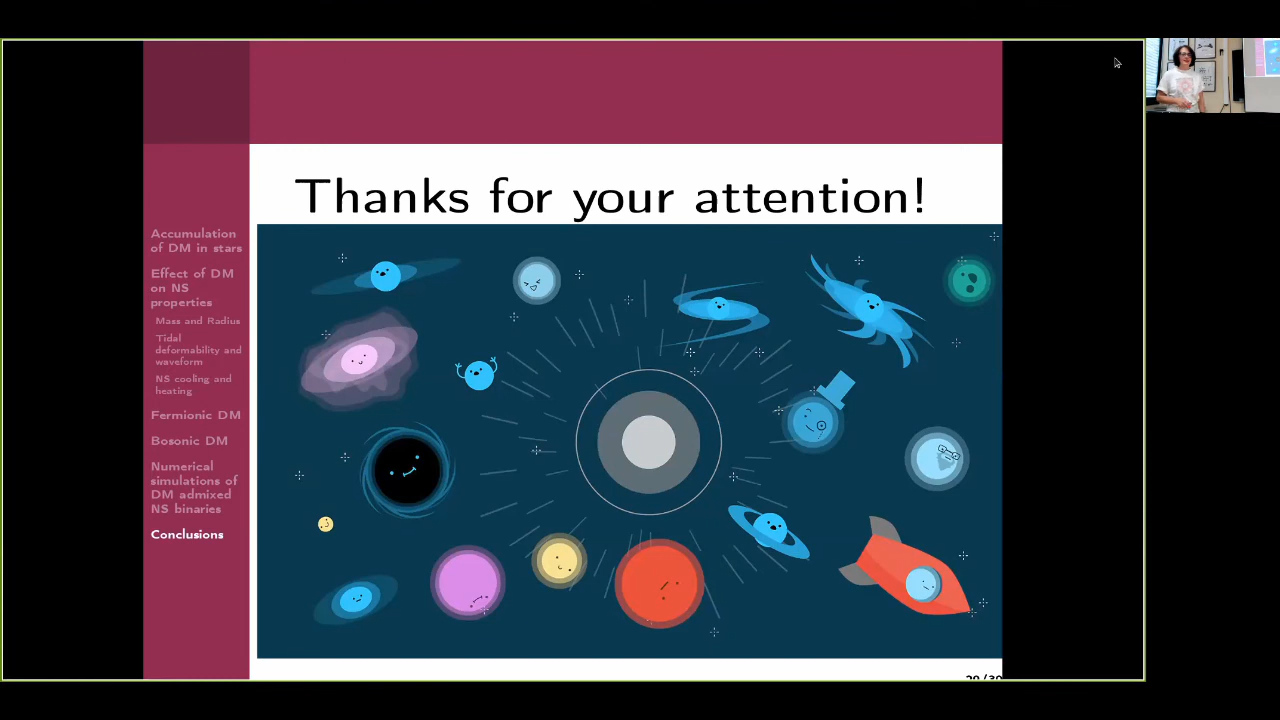 Thanks for your attention!
Accumulation
of DM in stars
Effect of DM
on NS
properties
Mass and Radius
Tidal
deformability and
waveform
NS cooling and
heating
Fermionic DM
Bosonic DM
Numerical
simulations of
DM admixed
NS binaries
Conclusions